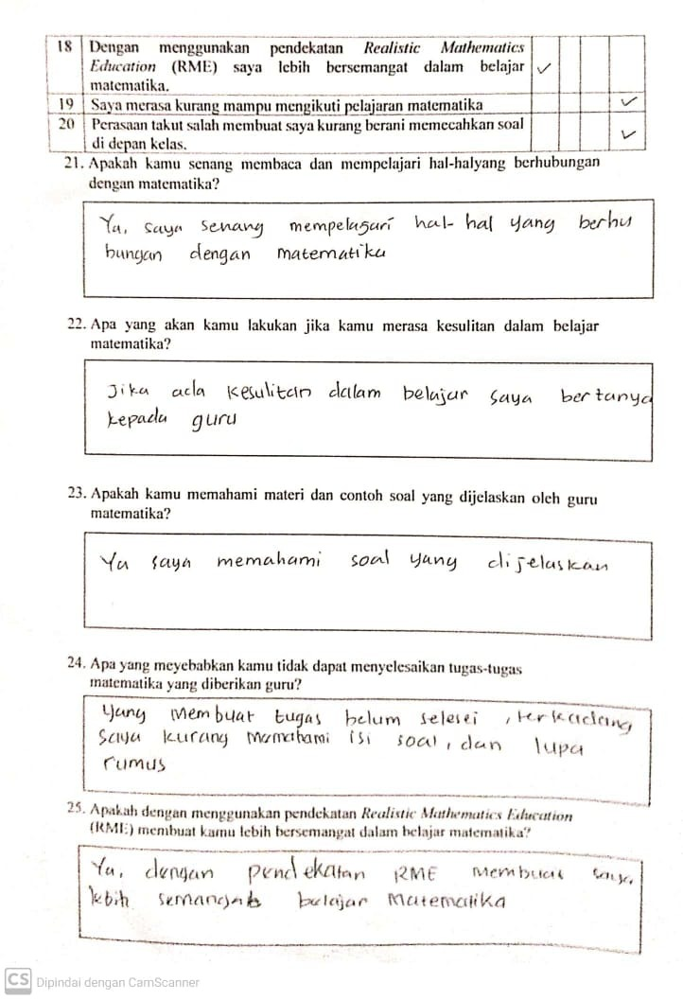 18 Dengan menggunakan pendekatan Realistic Mathematics
Education (RME) saya lebih bersemangat dalam belajar ✓
matematika.
19 Saya merasa kurang mampu mengikuti pelajaran matematika ✓
20 Perasaan takut salah membuat saya kurang berani memecahkan soal
di depan kelas. ✓
21. Apakah kamu senang membaca dan mempelajari hal-halyang berhubungan
dengan matematika?
Ya, saya senang mempelajari hal-hal yang berhu
bungan dengan matematika
22. Apa yang akan kamu lakukan jika kamu merasa kesulitan dalam belajar
matematika?
Jika ada kesulitan dalam belajar saya bertanya
kepada guru
23. Apakah kamu memahami materi dan contoh soal yang dijelaskan oleh guru
matematika?
Ya saya memahami soal yang dijelaskan
24. Apa yang meyebabkan kamu tidak dapat menyelesaikan tugas-tugas
matematika yang diberikan guru?
yang membuat tugas belum selesei , terkadang
saya kurang memahami isi soal, dan lupa
rumus
25. Apakah dengan menggunakan pendekatan Realistic Mathematics Education
(RME) membuat kamu lebih bersemangat dalam belajar matematika?
Ya, dengan pendekatan RME membuat saya
lebih semangat belajar Matematika
CS Dipindai dengan CamScanner